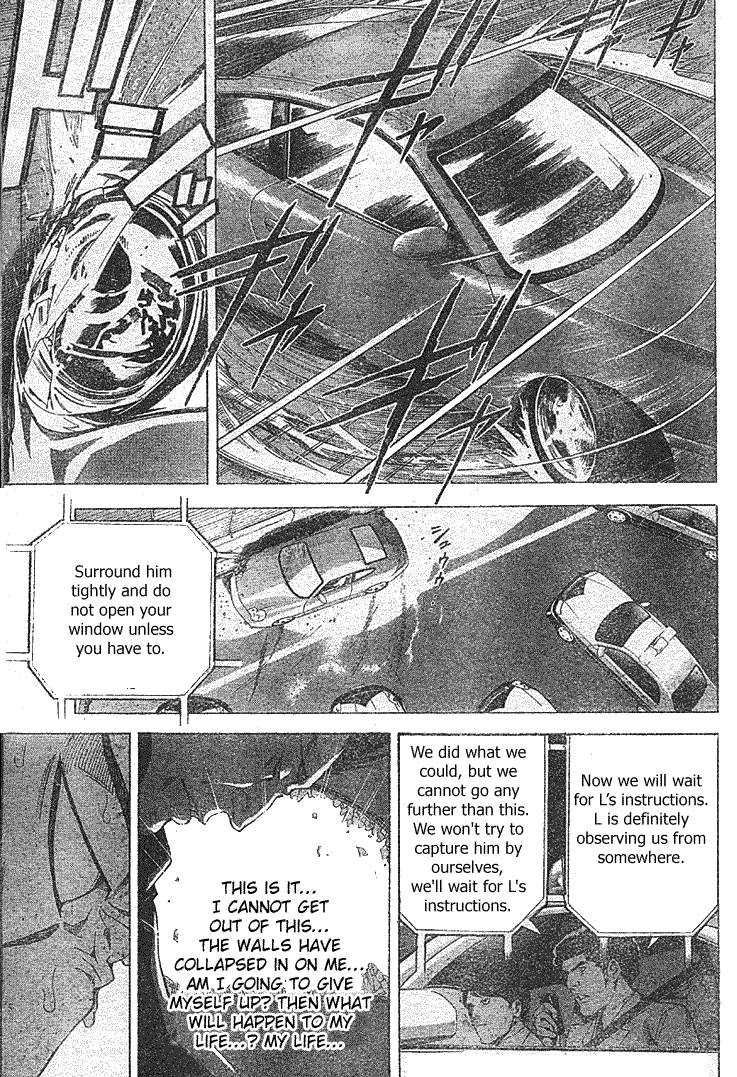 Surround him
tightly and do
not open your
window unless
you have to.
Now we will wait
for L's instructions.
L is definitely
observing us from
somewhere.
We did what we
could, but we
cannot go any
further than this.
We won't try to
capture him by
ourselves,
we'll wait for L's
instructions.
THIS IS IT...
I CANNOT GET
OUT OF THIS...
THE WALLS HAVE
COLLAPSED IN ON ME...
AM I GOING TO GIVE
MYSELF UP? THEN WHAT
WILL HAPPEN TO MY
LIFE...? MY LIFE...